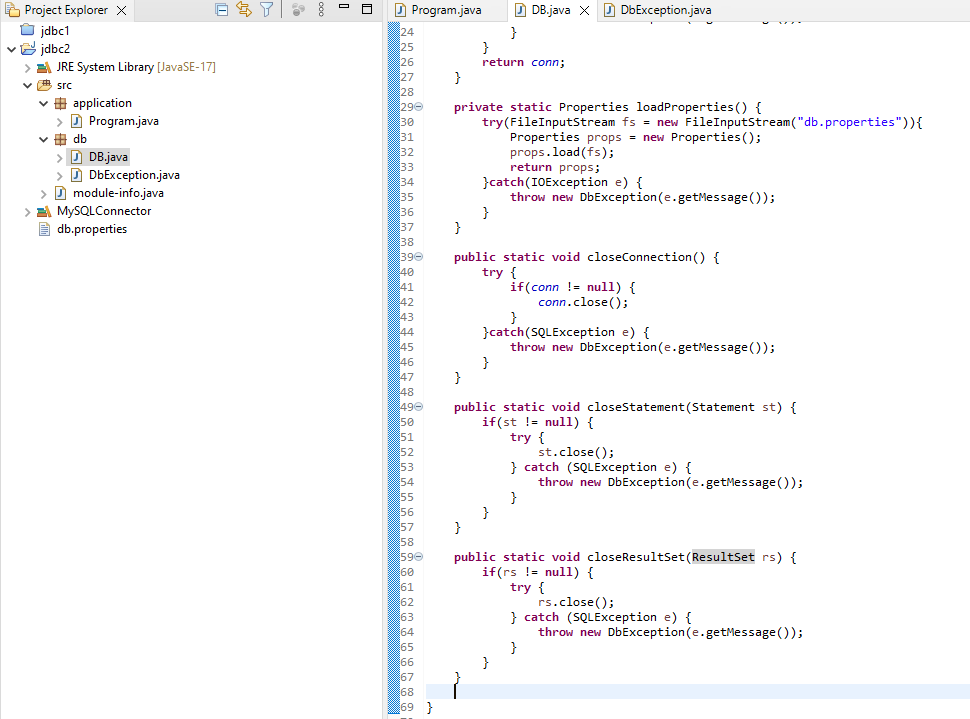 Project Explorer
jdbc1
jdbc2
JRE System Library [JavaSE-17]
src
application
Program.java
db
DB.java
DbException.java
module-info.java
MySQLConnector
db.properties
Program.java DB.java DbException.java
24 }
25 }
26 return conn;
27 }
28
29 private static Properties loadProperties() {
30 try(FileInputStream fs = new FileInputStream("db.properties")){
31 Properties props = new Properties();
32 props.load(fs);
33 return props;
34 }catch(IOException e) {
35 throw new DbException(e.getMessage());
36 }
37 }
38
39 public static void closeConnection() {
40 try {
41 if(conn != null) {
42 conn.close();
43 }
44 }catch(SQLException e) {
45 throw new DbException(e.getMessage());
46 }
47 }
48
49 public static void closeStatement(Statement st) {
50 if(st != null) {
51 try {
52 st.close();
53 } catch (SQLException e) {
54 throw new DbException(e.getMessage());
55 }
56 }
57 }
58
59 public static void closeResultSet(ResultSet rs) {
60 if(rs != null) {
61 try {
62 rs.close();
63 } catch (SQLException e) {
64 throw new DbException(e.getMessage());
65 }
66 }
67 }
68
69 }